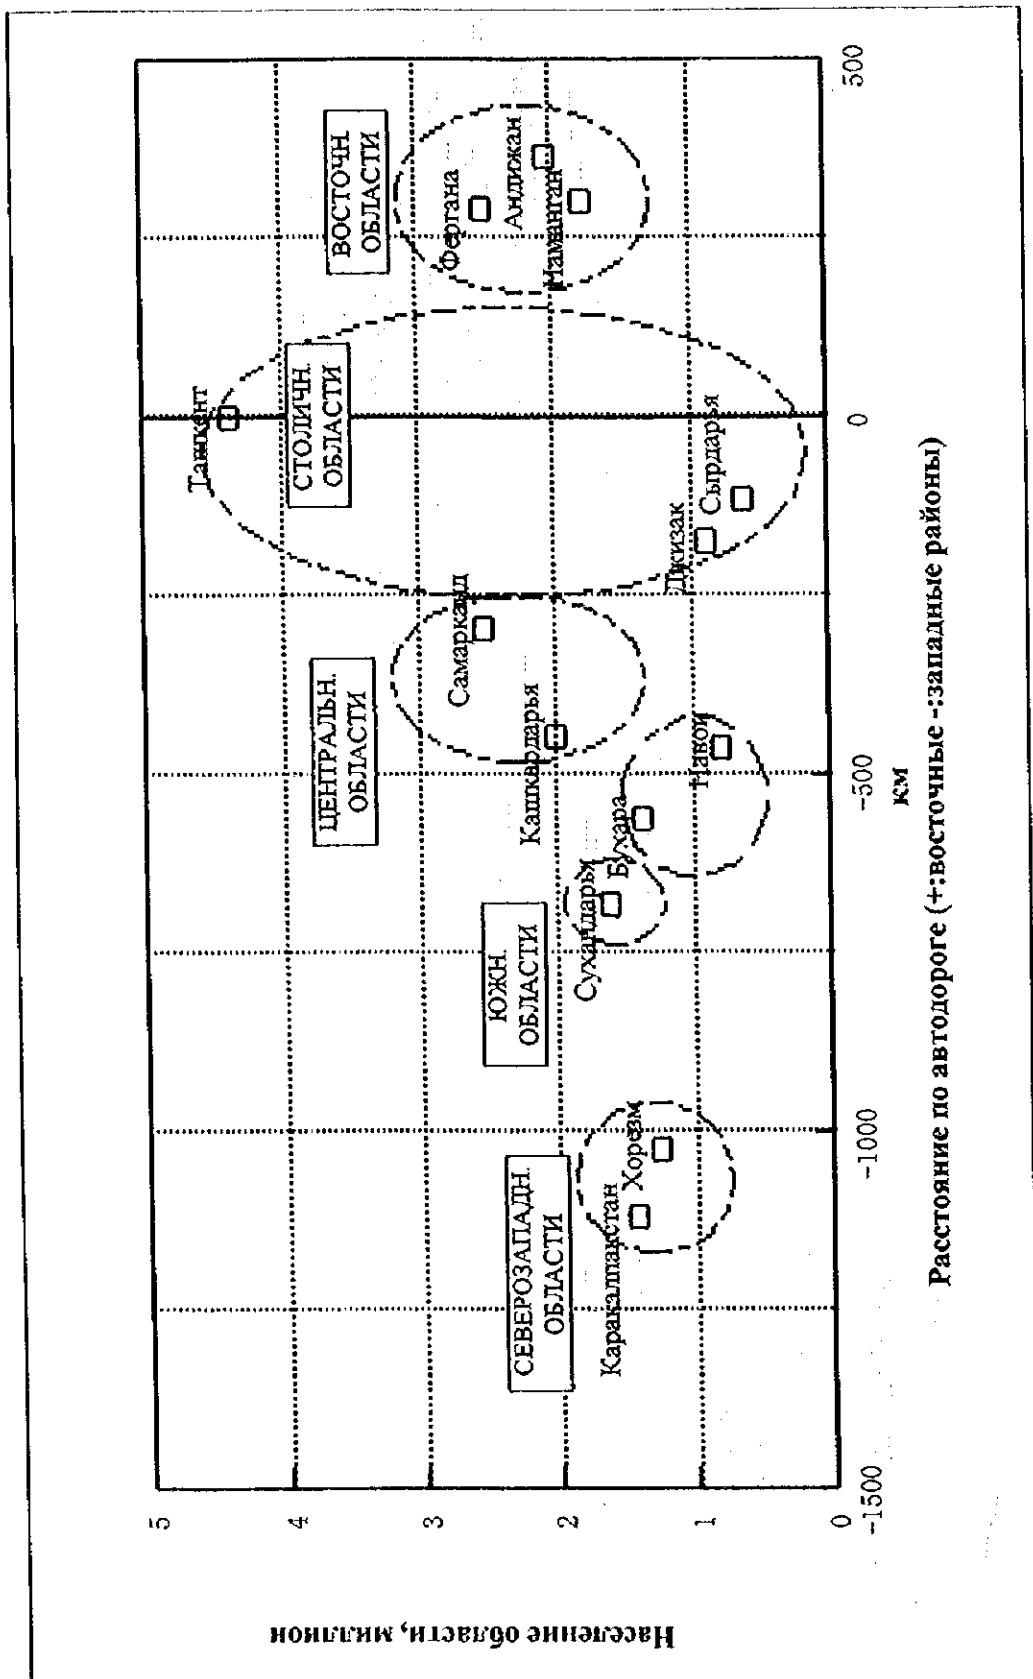 Население области, миллион
5
4
3
2
1
0
-1500
-1000
-500
0
500
км
Расстояние по автодороге (+:восточные -:западные районы)
СЕВЕРОЗАПАДН.
ОБЛАСТИ
Каракалпакстан
Хорезм
ЮЖН.
ОБЛАСТИ
Сухандарья
Бухара
Навои
ЦЕНТРАЛЬН.
ОБЛАСТИ
Кашкардарья
Самарканд
СТОЛИЧН.
ОБЛАСТИ
Ташкент
Джизак
Сырдарья
ВОСТОЧН.
ОБЛАСТИ
Фергана
Андижан
Наманган